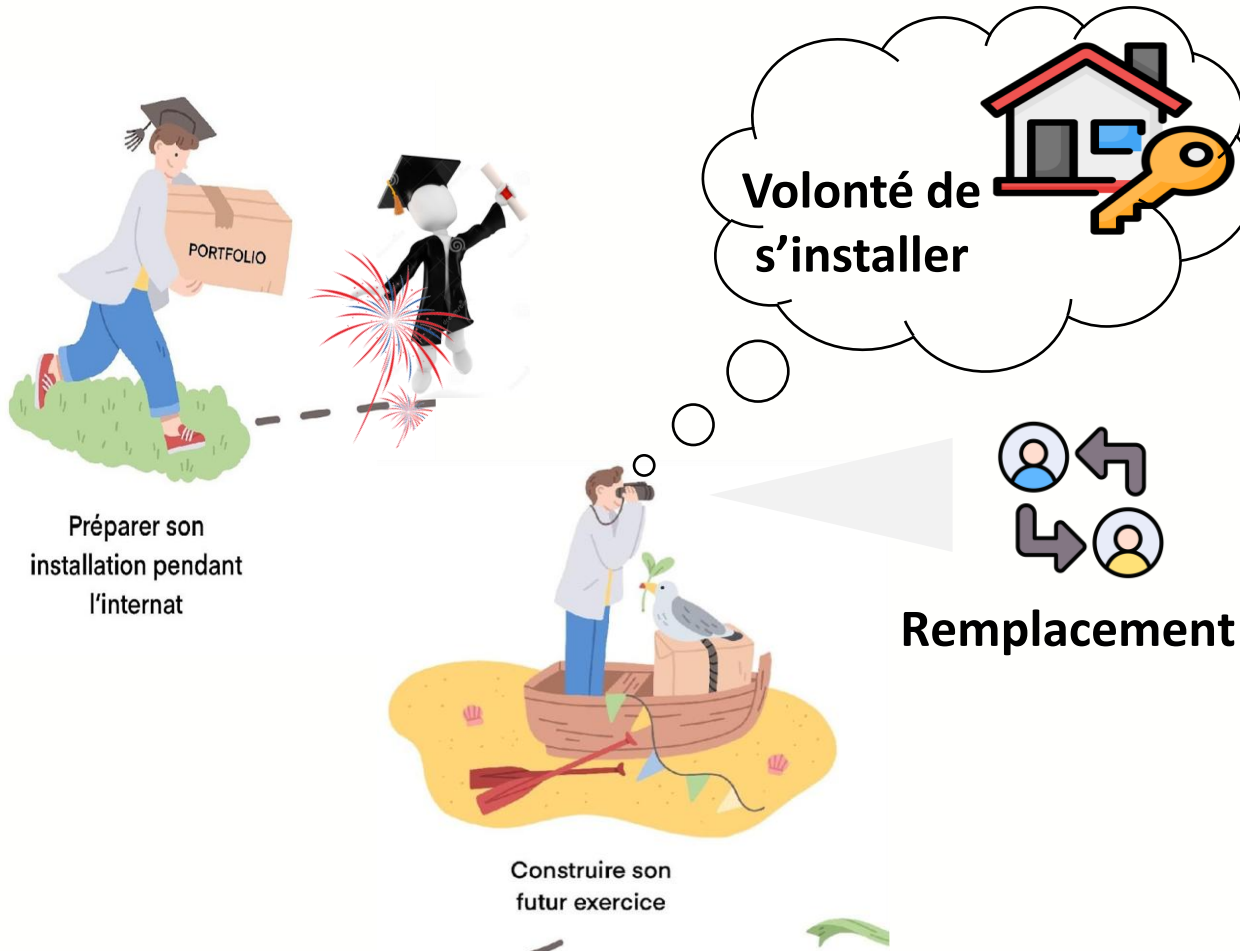 Volonté de
s’installer
PORTFOLIO
Préparer son
installation pendant
l’internat
Remplacement
Construire son
futur exercice